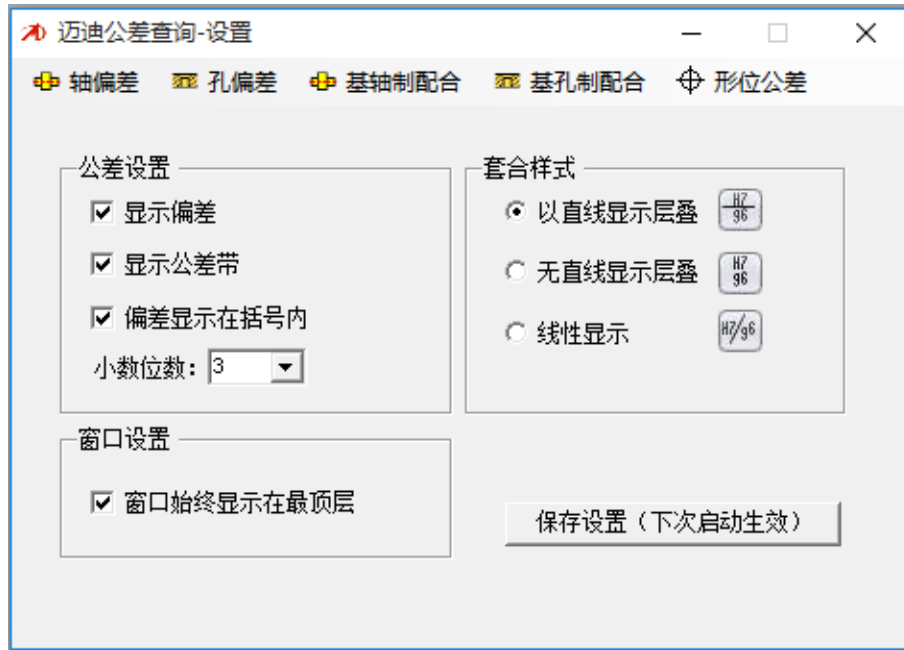 迈迪公差查询-设置
轴偏差 孔偏差 基轴制配合 基孔制配合 形位公差
公差设置
显示偏差
显示公差带
偏差显示在括号内
小数位数: 3
套合样式
以直线显示层叠 H7 g6
无直线显示层叠 H7 g6
线性显示 H7/g6
窗口设置
窗口始终显示在最顶层
保存设置（下次启动生效）